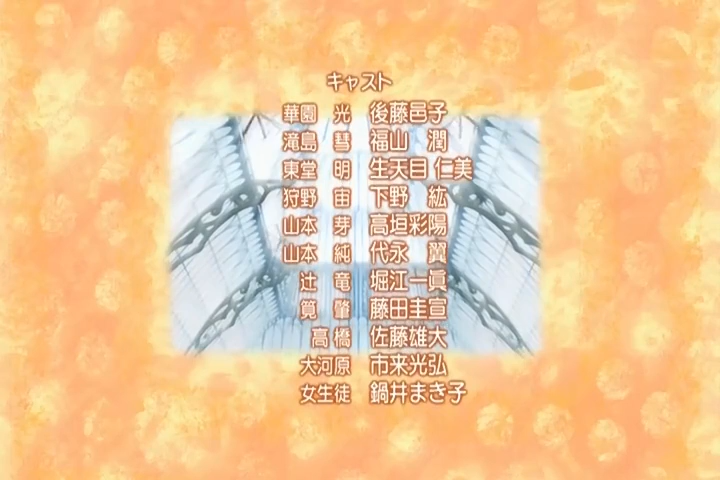 キャスト
華園　光　後藤邑子
滝島　彗　福山　潤
東堂　明　生天目 仁美
狩野　宙　下野　紘
山本　芽　高垣彩陽
山本　純　代永　翼
辻　竜　堀江一眞
筧　肇　藤田圭宣
高橋　佐藤雄大
大河原　市来光弘
女生徒　鍋井まき子